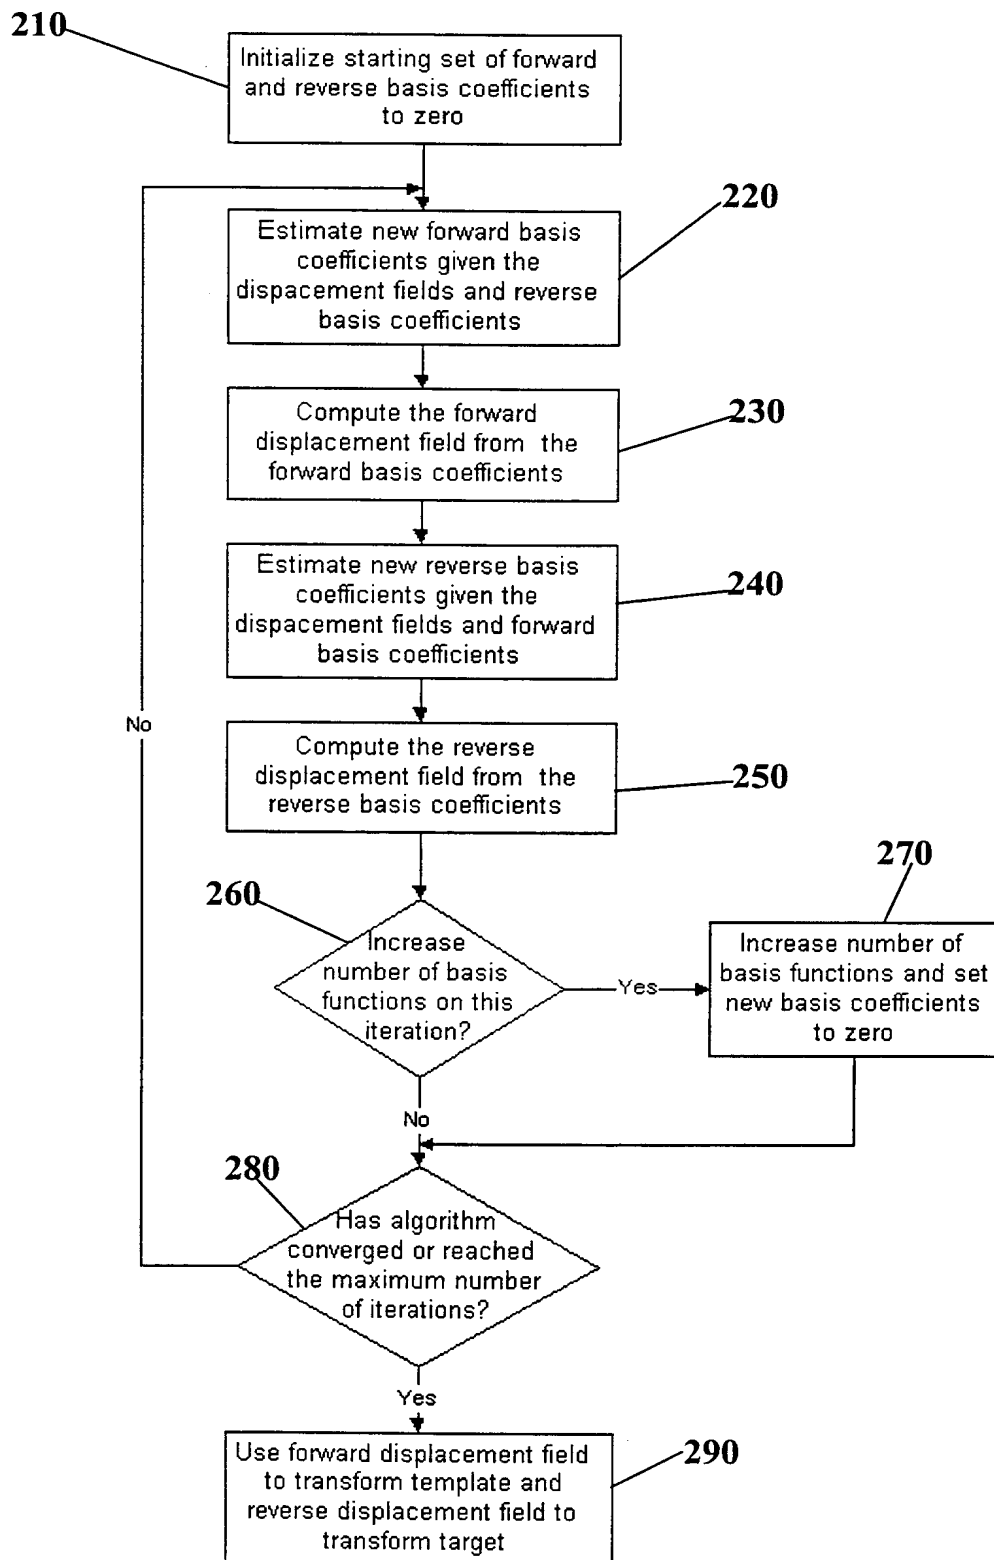 210
Initialize starting set of forward
and reverse basis coefficients
to zero
220
Estimate new forward basis
coefficients given the
dispacement fields and reverse
basis coefficients
230
Compute the forward
displacement field from the
forward basis coefficients
240
Estimate new reverse basis
coefficients given the
dispacement fields and forward
basis coefficients
No
250
Compute the reverse
displacement field from the
reverse basis coefficients
260
Increase
number of basis
functions on this
iteration?
Yes
270
Increase number of
basis functions and set
new basis coefficients
to zero
No
280
Has algorithm
converged or reached
the maximum number
of iterations?
Yes
290
Use forward displacement field
to transform template and
reverse displacement field to
transform target